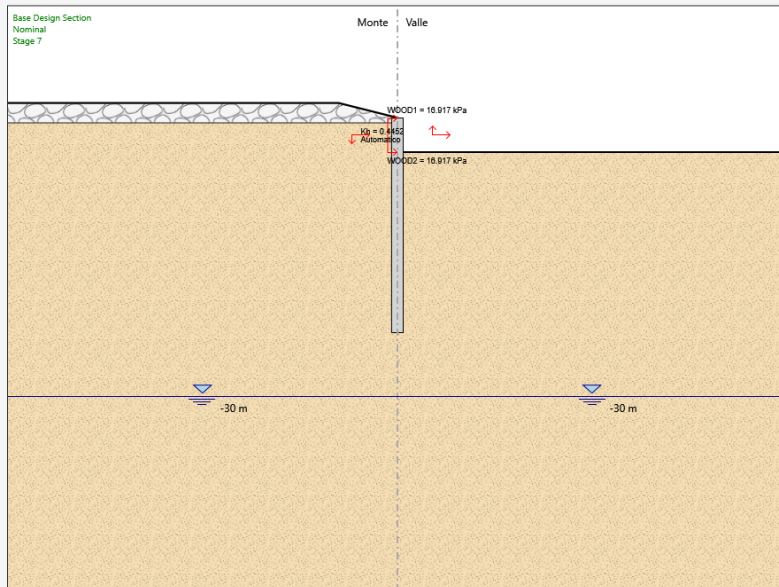 Base Design Section
Nominal
Stage 7
Monte
Valle
WOOD1 = 16.917 kPa
Kh = 0.4452
Automatico
WOOD2 = 16.917 kPa
-30 m
-30 m